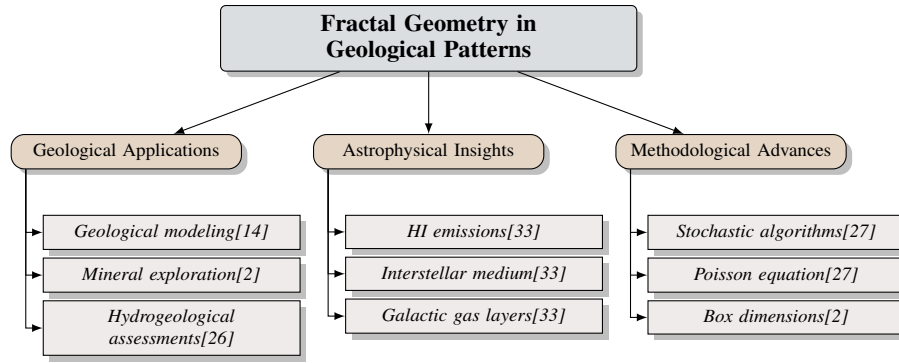 Fractal Geometry in
Geological Patterns
Geological Applications
Geological modeling[14]
Mineral exploration[2]
Hydrogeological
assessments[26]
Astrophysical Insights
HI emissions[33]
Interstellar medium[33]
Galactic gas layers[33]
Methodological Advances
Stochastic algorithms[27]
Poisson equation[27]
Box dimensions[2]